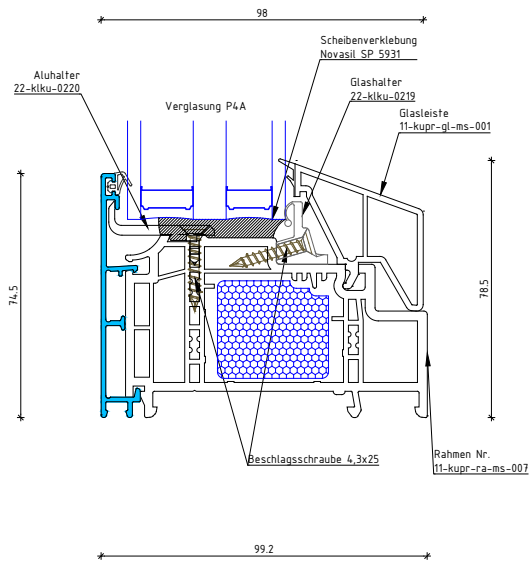 98
Scheibenverklebung
Novasil SP 5931
Aluhalter
22-klku-0220
Glashalter
22-klku-0219
Verglasung P4A
Glasleiste
11-kupr-gl-ms-001
74.5
78.5
Beschlagsschraube 4,3x25
Rahmen Nr.
11-kupr-ra-ms-007
99.2